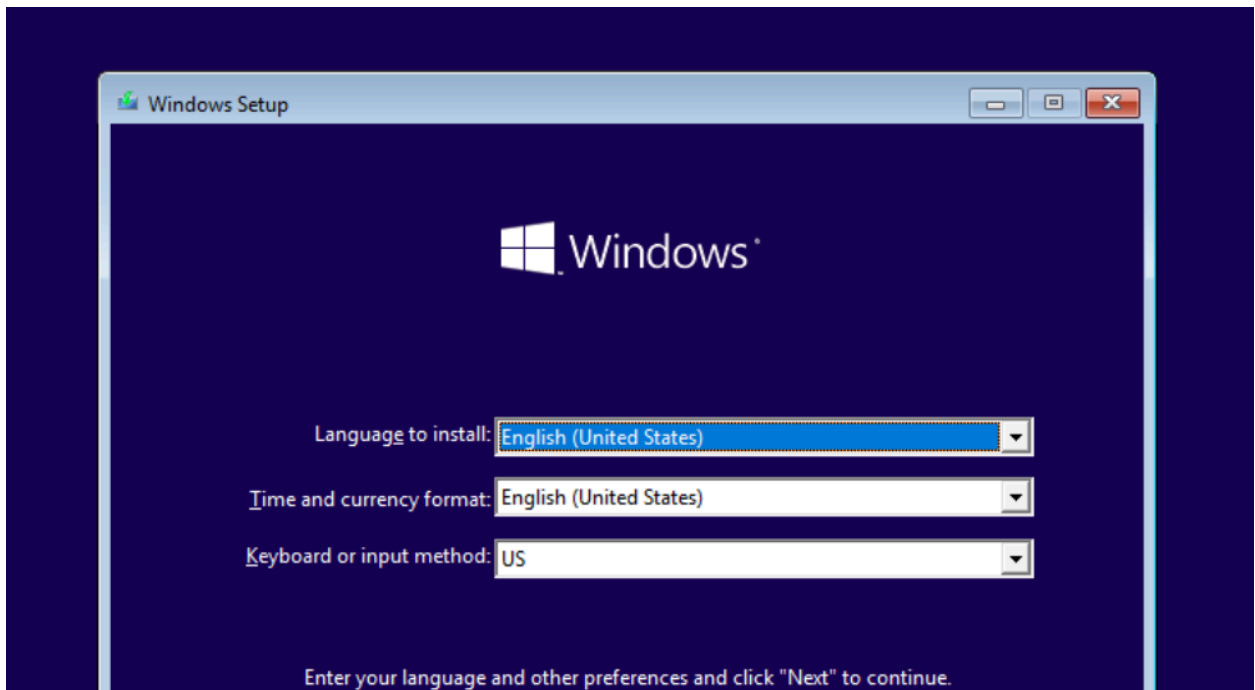 Windows Setup
Windows
Language to install: English (United States)
Time and currency format: English (United States)
Keyboard or input method: US
Enter your language and other preferences and click "Next" to continue.